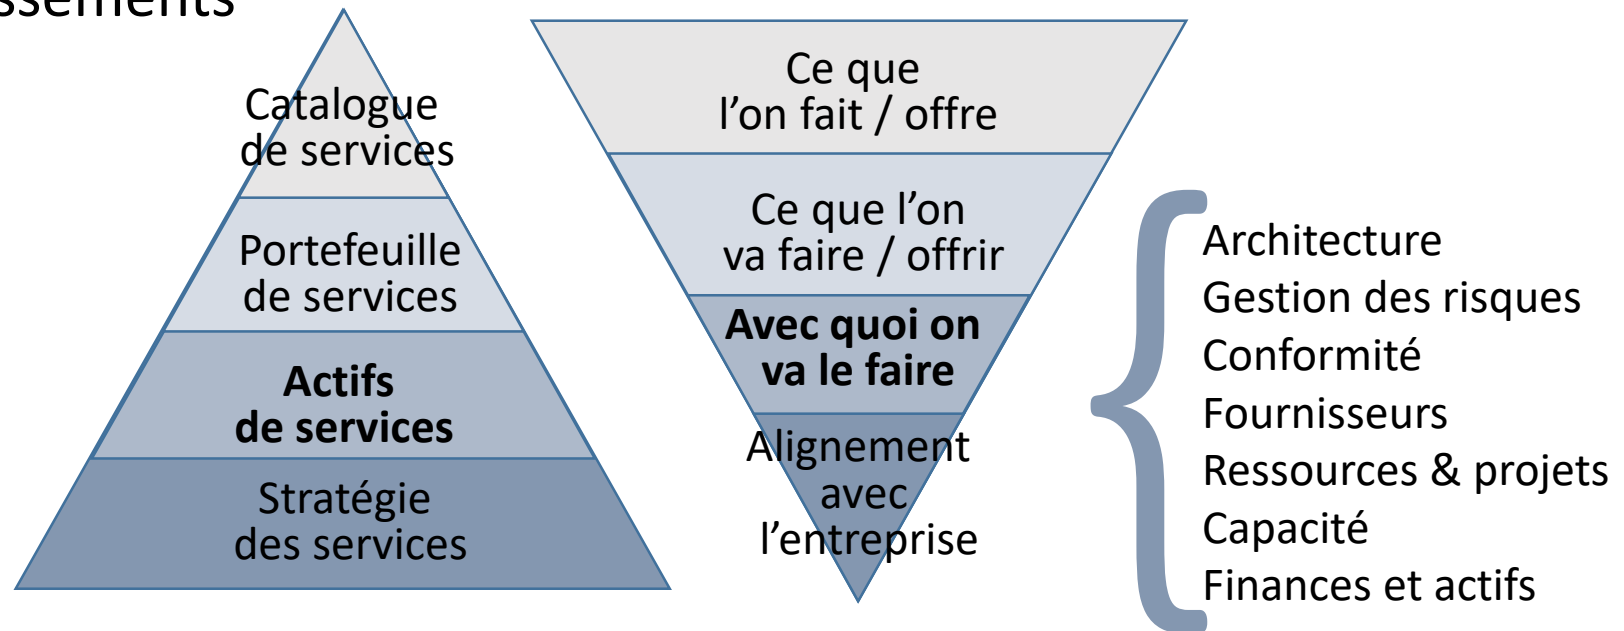 Catalogue
de services
Portefeuille
de services
Actifs
de services
Stratégie
des services
Ce que
l’on fait / offre
Ce que l’on
va faire / offrir
Avec quoi on
va le faire
Alignement
avec
l’entreprise
Architecture
Gestion des risques
Conformité
Fournisseurs
Ressources & projets
Capacité
Finances et actifs